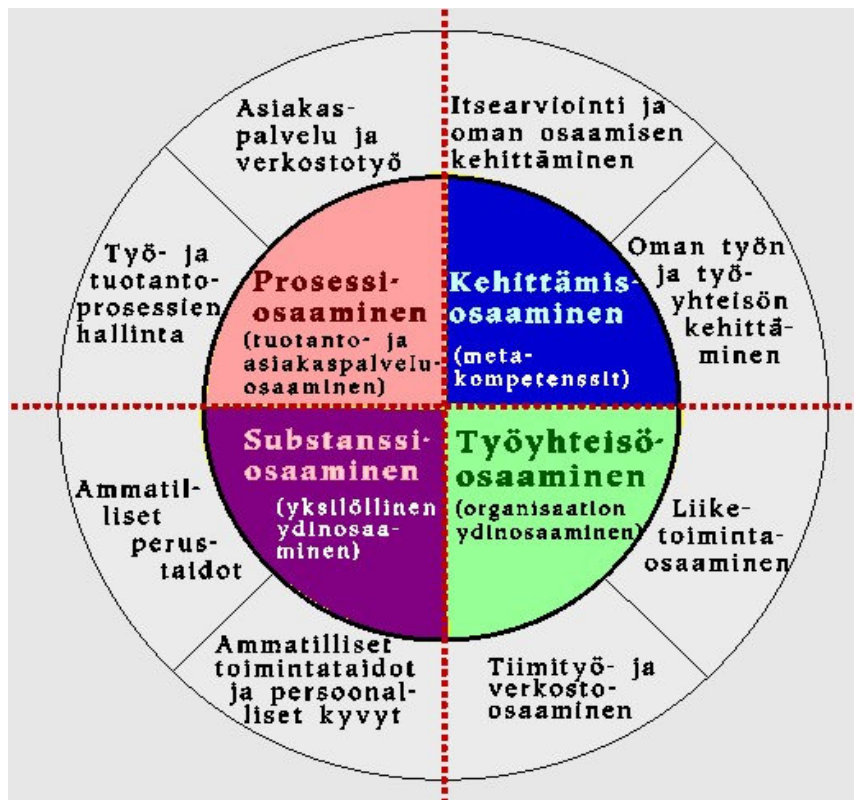 Asiakas-
palvelu ja
verkostotyö
Itsearviointi ja
oman osaamisen
kehittäminen
Työ- ja
tuotanto-
prosessien
hallinta
Prosessi-
osaaminen
(tuotanto- ja
asiakaspalvelu-
osaaminen)
Kehittämis-
osaaminen
(meta-
kompetenssit)
Oman työn
ja työ-
yhteisön
kehittä-
minen
Ammatil-
liset
perus-
taidot
Substanssi-
osaaminen
(yksilöllinen
ydinosaa-
minen)
Työyhteisö-
osaaminen
(organisaation
ydinosaaminen)
Liike-
toiminta-
osaaminen
Ammatilliset
toimintataidot
ja persoonal-
liset kyvyt
Tiimityö- ja
verkosto-
osaaminen